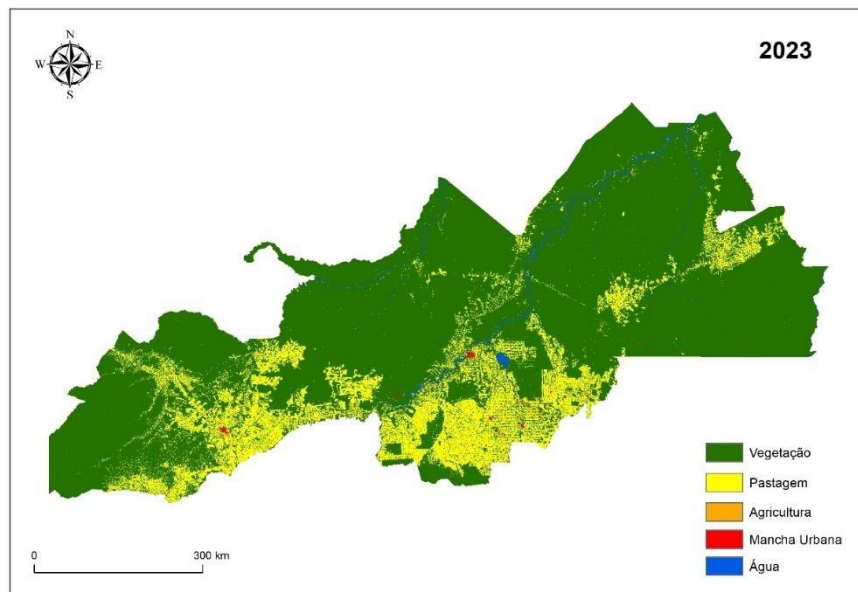 N
W E
S
2023
Vegetação
Pastagem
Agricultura
Mancha Urbana
Água
0 300 km